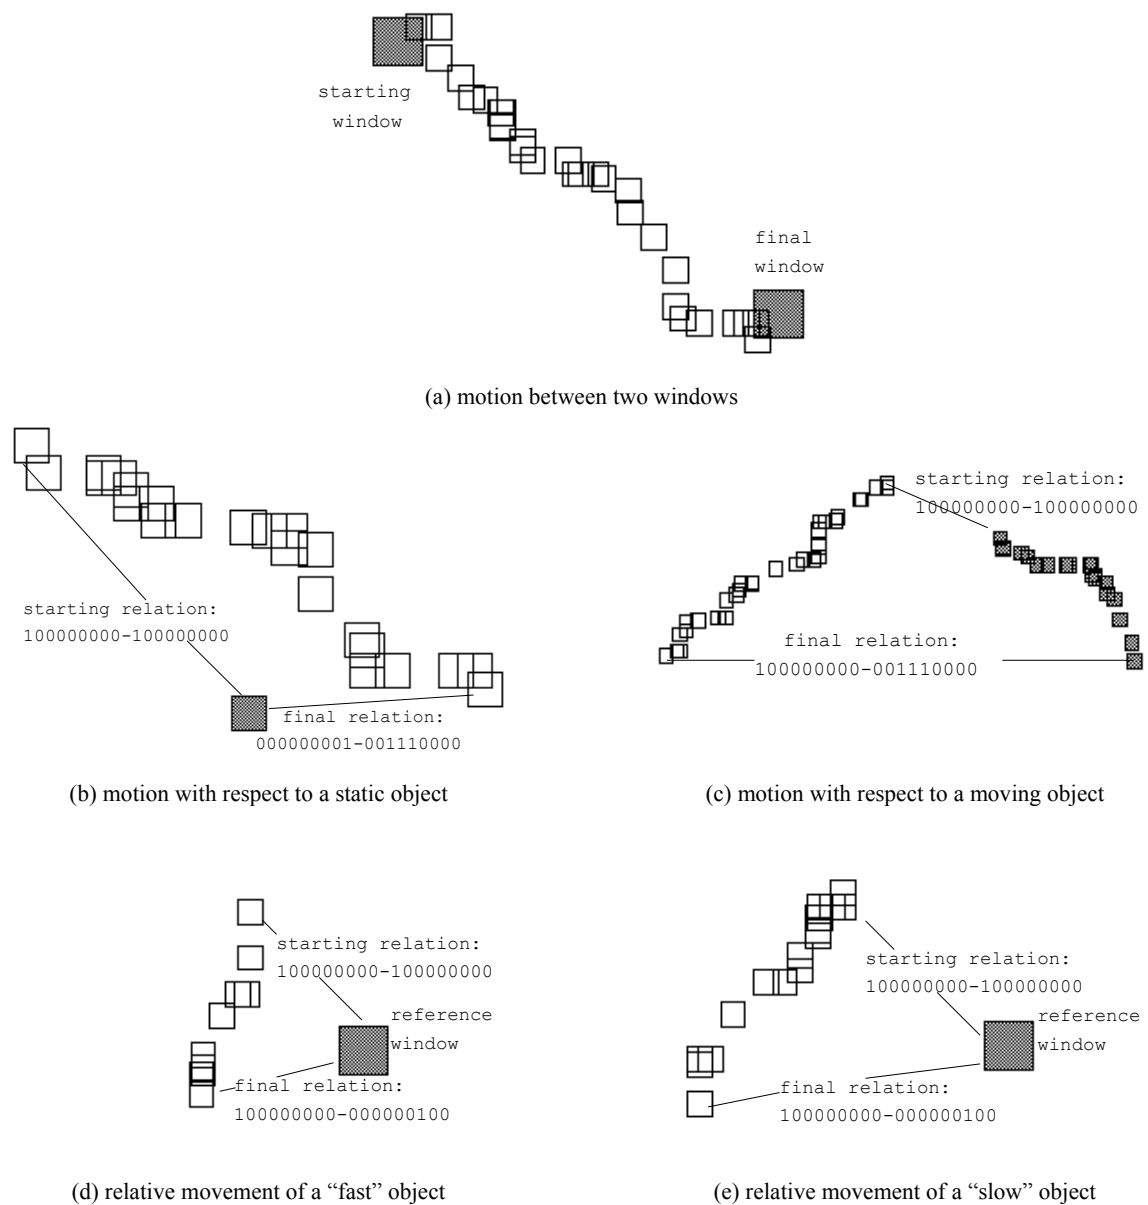 starting
window
final
window
(a) motion between two windows
starting relation:
100000000-100000000
final relation:
000000001-001110000
(b) motion with respect to a static object
starting relation:
100000000-100000000
final relation:
100000000-001110000
(c) motion with respect to a moving object
starting relation:
100000000-100000000
reference
window
final relation:
100000000-000000100
(d) relative movement of a “fast” object
starting relation:
100000000-100000000
reference
window
final relation:
100000000-000000100
(e) relative movement of a “slow” object